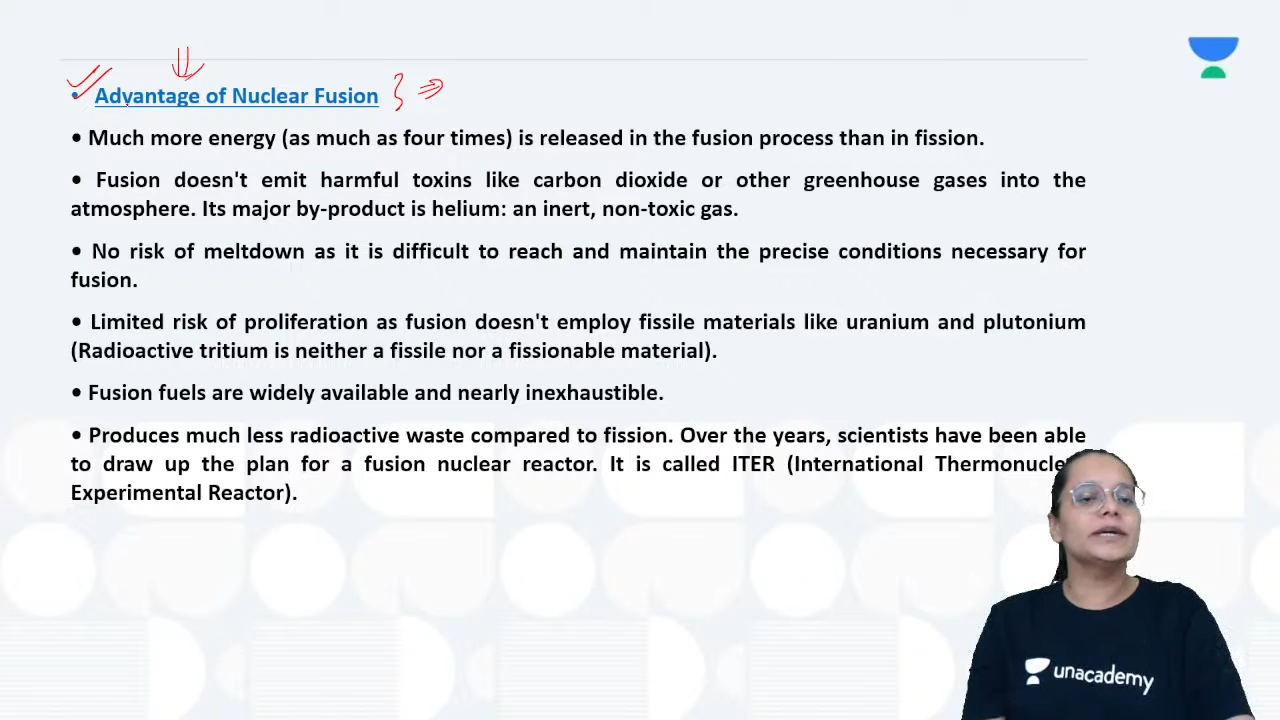 • Advantage of Nuclear Fusion
• Much more energy (as much as four times) is released in the fusion process than in fission.
• Fusion doesn't emit harmful toxins like carbon dioxide or other greenhouse gases into the
atmosphere. Its major by-product is helium: an inert, non-toxic gas.
• No risk of meltdown as it is difficult to reach and maintain the precise conditions necessary for
fusion.
• Limited risk of proliferation as fusion doesn't employ fissile materials like uranium and plutonium
(Radioactive tritium is neither a fissile nor a fissionable material).
• Fusion fuels are widely available and nearly inexhaustible.
• Produces much less radioactive waste compared to fission. Over the years, scientists have been able
to draw up the plan for a fusion nuclear reactor. It is called ITER (International
Experimental Reactor).
unacademy